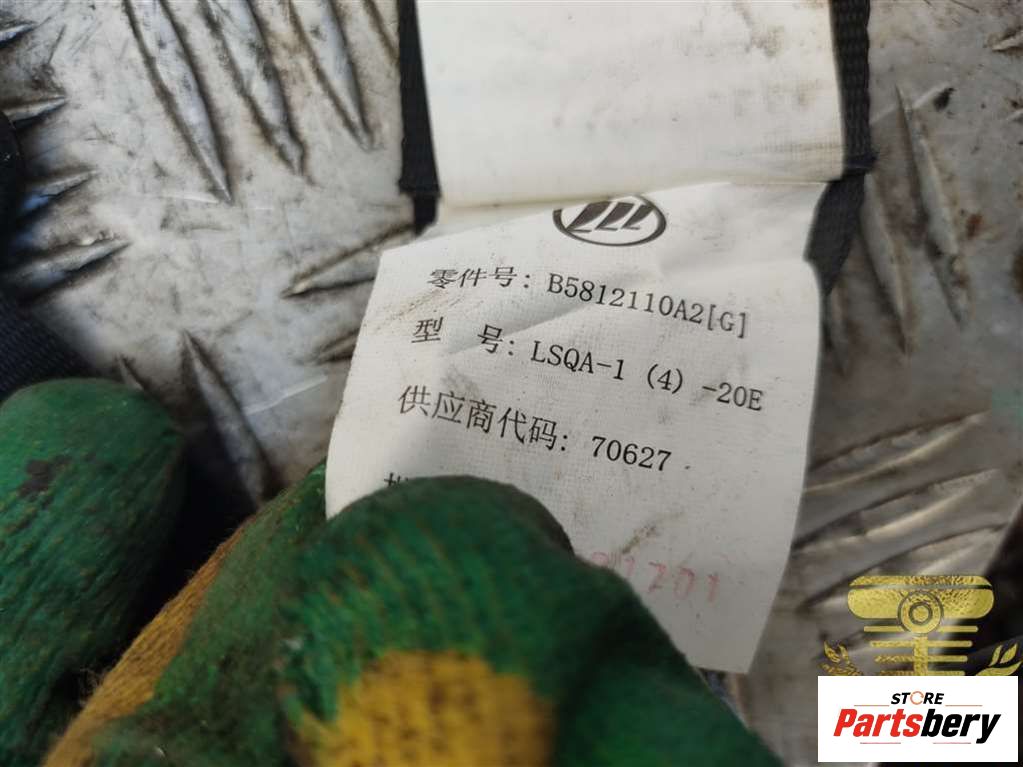 零件号: B5812110A2[G]
型 号: LSQA-1 (4) -20E
供应商代码: 70627
STORE
Partsbery